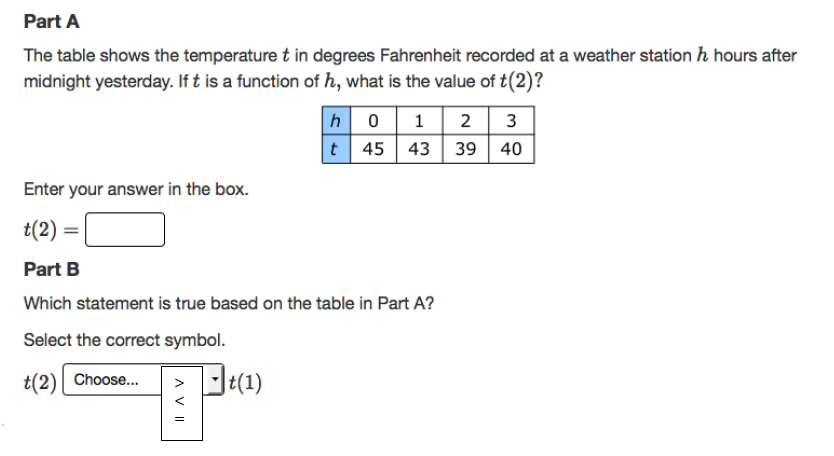 Part A
The table shows the temperature t in degrees Fahrenheit recorded at a weather station h hours after
midnight yesterday. If t is a function of h, what is the value of t(2)?
h 0 1 2 3
t 45 43 39 40
Enter your answer in the box.
t(2) =
Part B
Which statement is true based on the table in Part A?
Select the correct symbol.
t(2) Choose... > t(1)
<
=